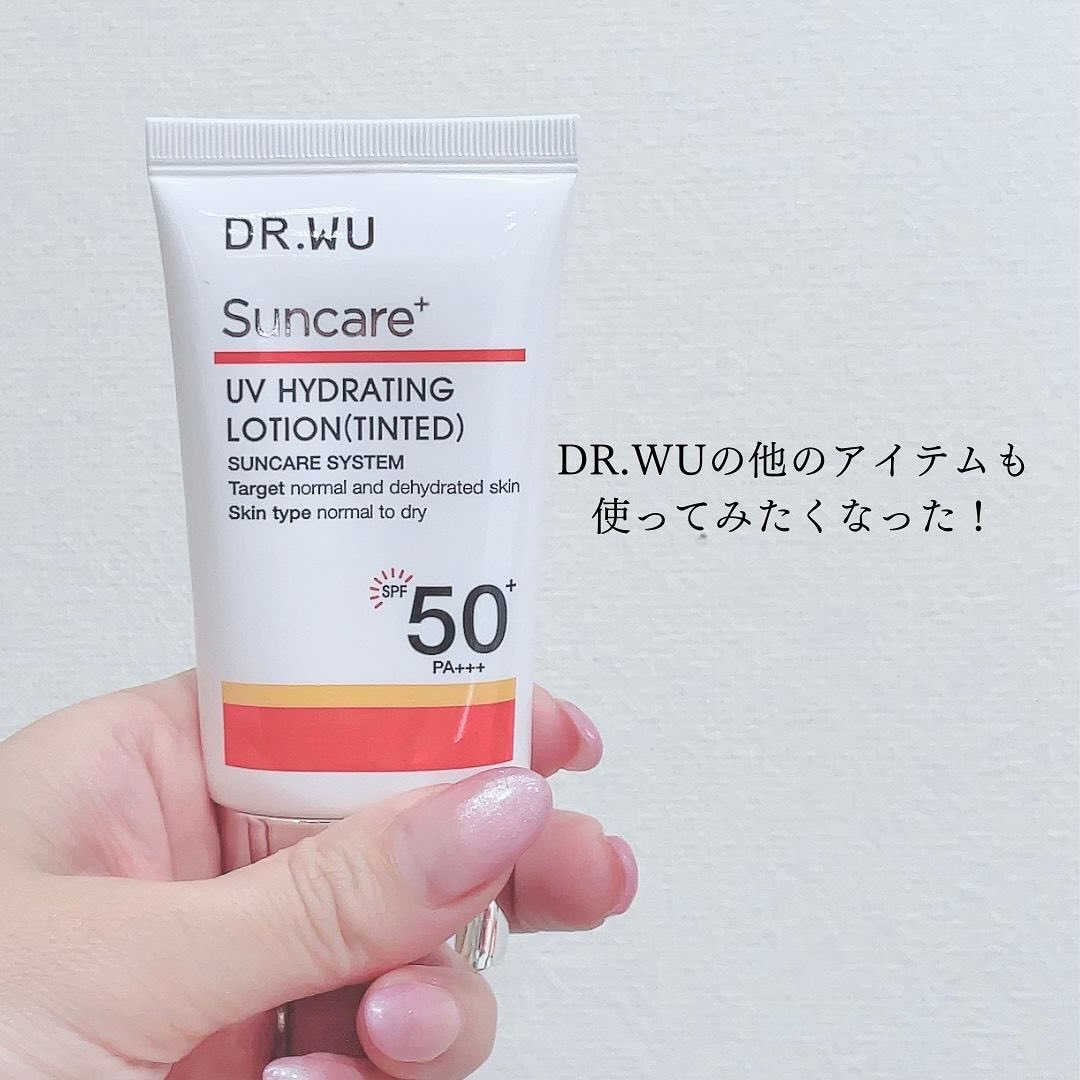 DR.WU
Suncare+
UV HYDRATING
LOTION(TINTED)
SUNCARE SYSTEM
Target normal and dehydrated skin
Skin type normal to dry
SPF 50+
PA+++
DR.WUの他のアイテムも
使ってみたくなった！